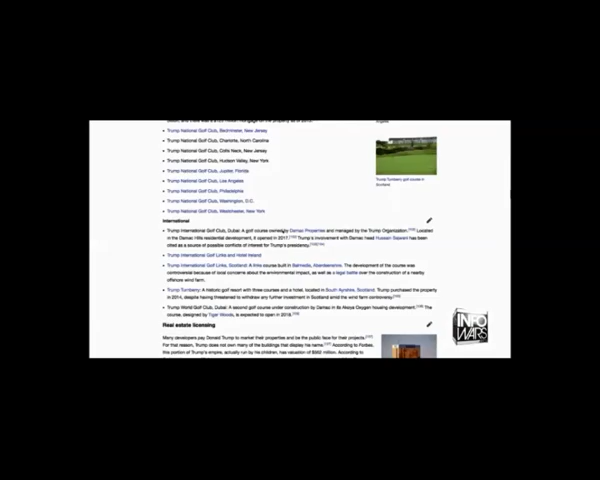 Trump National Golf Club, Bedminster, New Jersey
Trump National Golf Club, Charlotte, North Carolina
Trump National Golf Club, Colts Neck, New Jersey
Trump National Golf Club, Hudson Valley, New York
Trump National Golf Club, Jupiter, Florida
Trump National Golf Club, Los Angeles
Trump National Golf Club, Philadelphia
Trump National Golf Club, Washington, D.C.
Trump National Golf Club, Westchester, New York
Trump Turnberry, golf course in
Scotland
International
Trump International Golf Club, Dubai: A golf course owned by Damac Properties and managed by the Trump Organization. Located
in the Damac Hills residential development, it opened in 2017. Trump's involvement with Damac head Hussain Sajwani has been
cited as a source of possible conflicts of interest for Trump's presidency.
Trump International Golf Links and Hotel Ireland
Trump International Golf Links, Scotland: A links course built in Balmedie, Aberdeenshire. The development of the course was
controversial because of local concerns about the environmental impact, as well as a legal battle over the construction of a nearby
offshore wind farm.
Trump Turnberry: A historic golf resort with three courses and a hotel, located in South Ayrshire, Scotland. Trump purchased the property
in 2014, despite having threatened to withdraw any further investment in Scotland amid the wind farm controversy.
Trump World Golf Club, Dubai: A second golf course under construction by Damac in its Akoya Oxygen housing development. The
course, designed by Tiger Woods, is expected to open in 2018.
Real estate licensing
Many developers pay Donald Trump to market their properties and be the public face for their projects.
For that reason, Trump does not own many of the buildings that display his name. According to Forbes,
this portion of Trump's empire, actually run by his children, has valuation of $562 million. According to
INFO
WARS